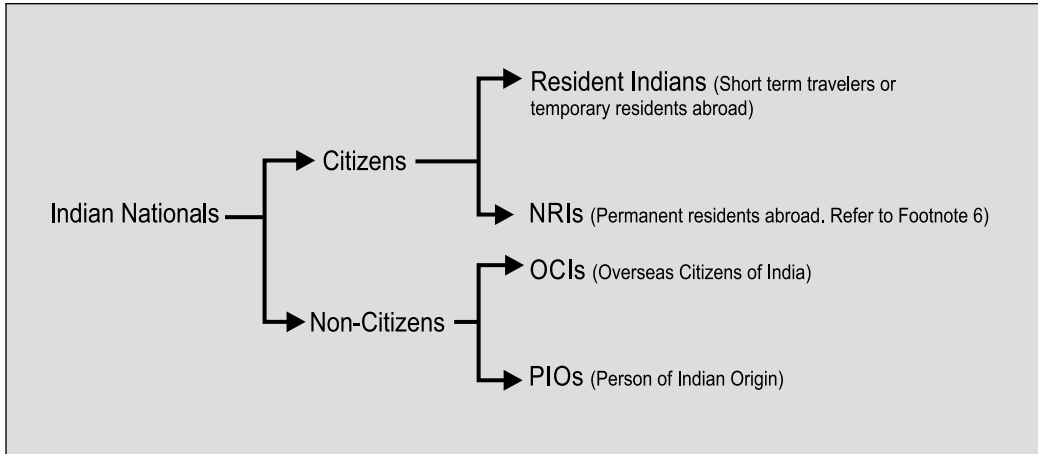 Resident Indians (Short term travelers or
temporary residents abroad)
Citizens
Indian Nationals
NRIs (Permanent residents abroad. Refer to Footnote 6)
OCIs (Overseas Citizens of India)
Non-Citizens
PIOs (Person of Indian Origin)